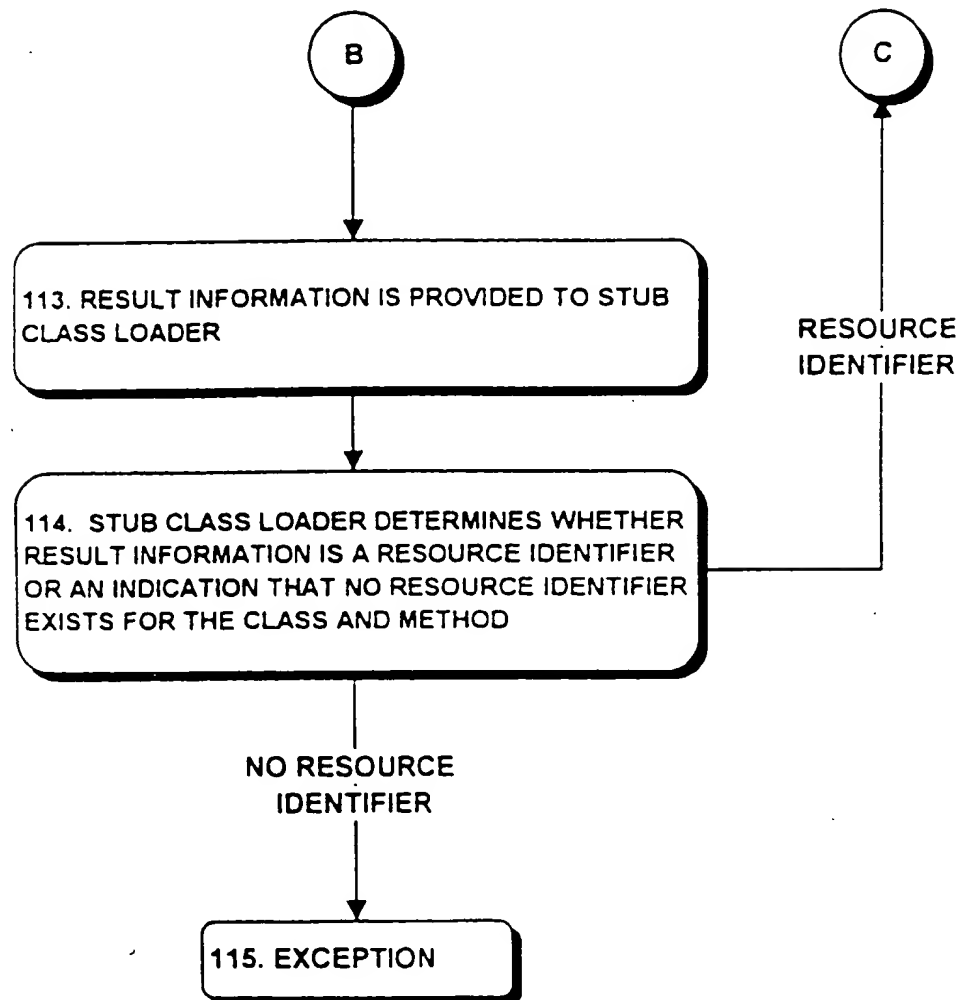 B
C
113. RESULT INFORMATION IS PROVIDED TO STUB
CLASS LOADER
RESOURCE
IDENTIFIER
114. STUB CLASS LOADER DETERMINES WHETHER
RESULT INFORMATION IS A RESOURCE IDENTIFIER
OR AN INDICATION THAT NO RESOURCE IDENTIFIER
EXISTS FOR THE CLASS AND METHOD
NO RESOURCE
IDENTIFIER
115. EXCEPTION